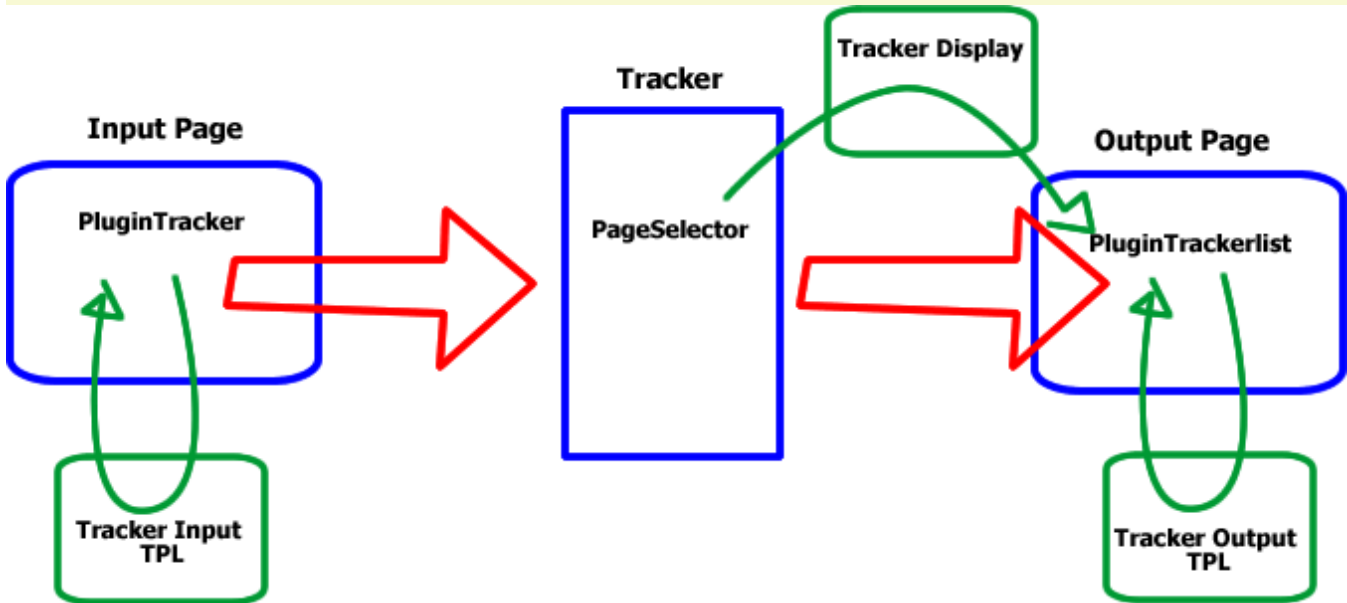 Tracker Display
Tracker
Input Page
Output Page
PluginTracker
PageSelector
PluginTrackerlist
Tracker Input
TPL
Tracker Output
TPL